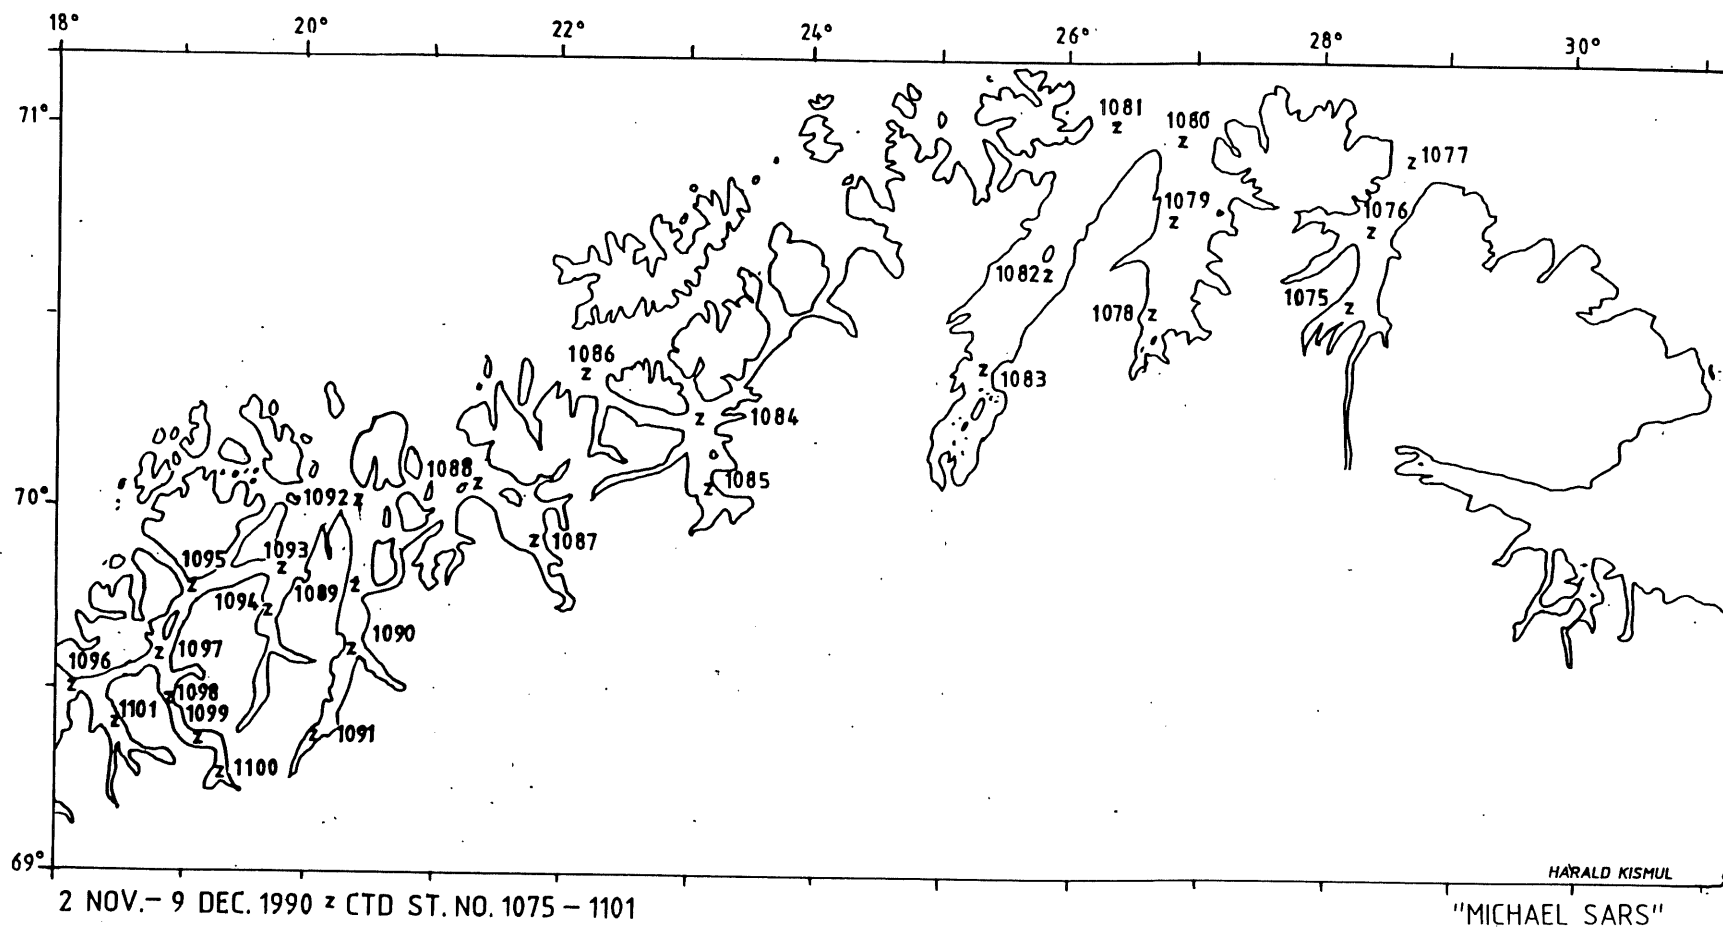 18° 20° 22° 24° 26° 28° 30°
71°
1081
1080
1077
1079
1076
1082 z
1075 z
1078 z
1086
z
z
1083
1084
1088 z
1085
70°
1092 z
1087
1093
1095
1089
1094 z
1090
1097
1096
1098
1101
1099
1091
1100
69°
HARALD KISMUL
2 NOV.- 9 DEC. 1990 z CTD ST. NO. 1075 - 1101
"MICHAEL SARS"